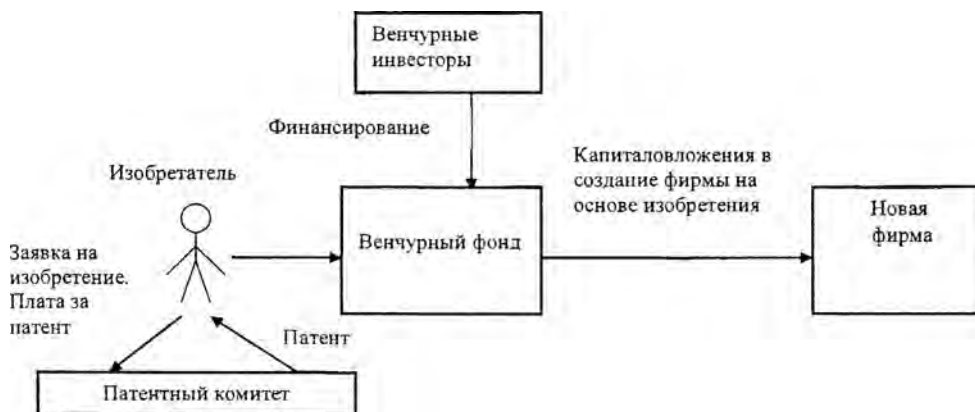 Венчурные
инвесторы
Финансирование
Капиталовложения в
создание фирмы на
основе изобретения
Изобретатель
Венчурный фонд
Новая
фирма
Заявка на
изобретение.
Плата за
патент
Патент
Патентный комитет